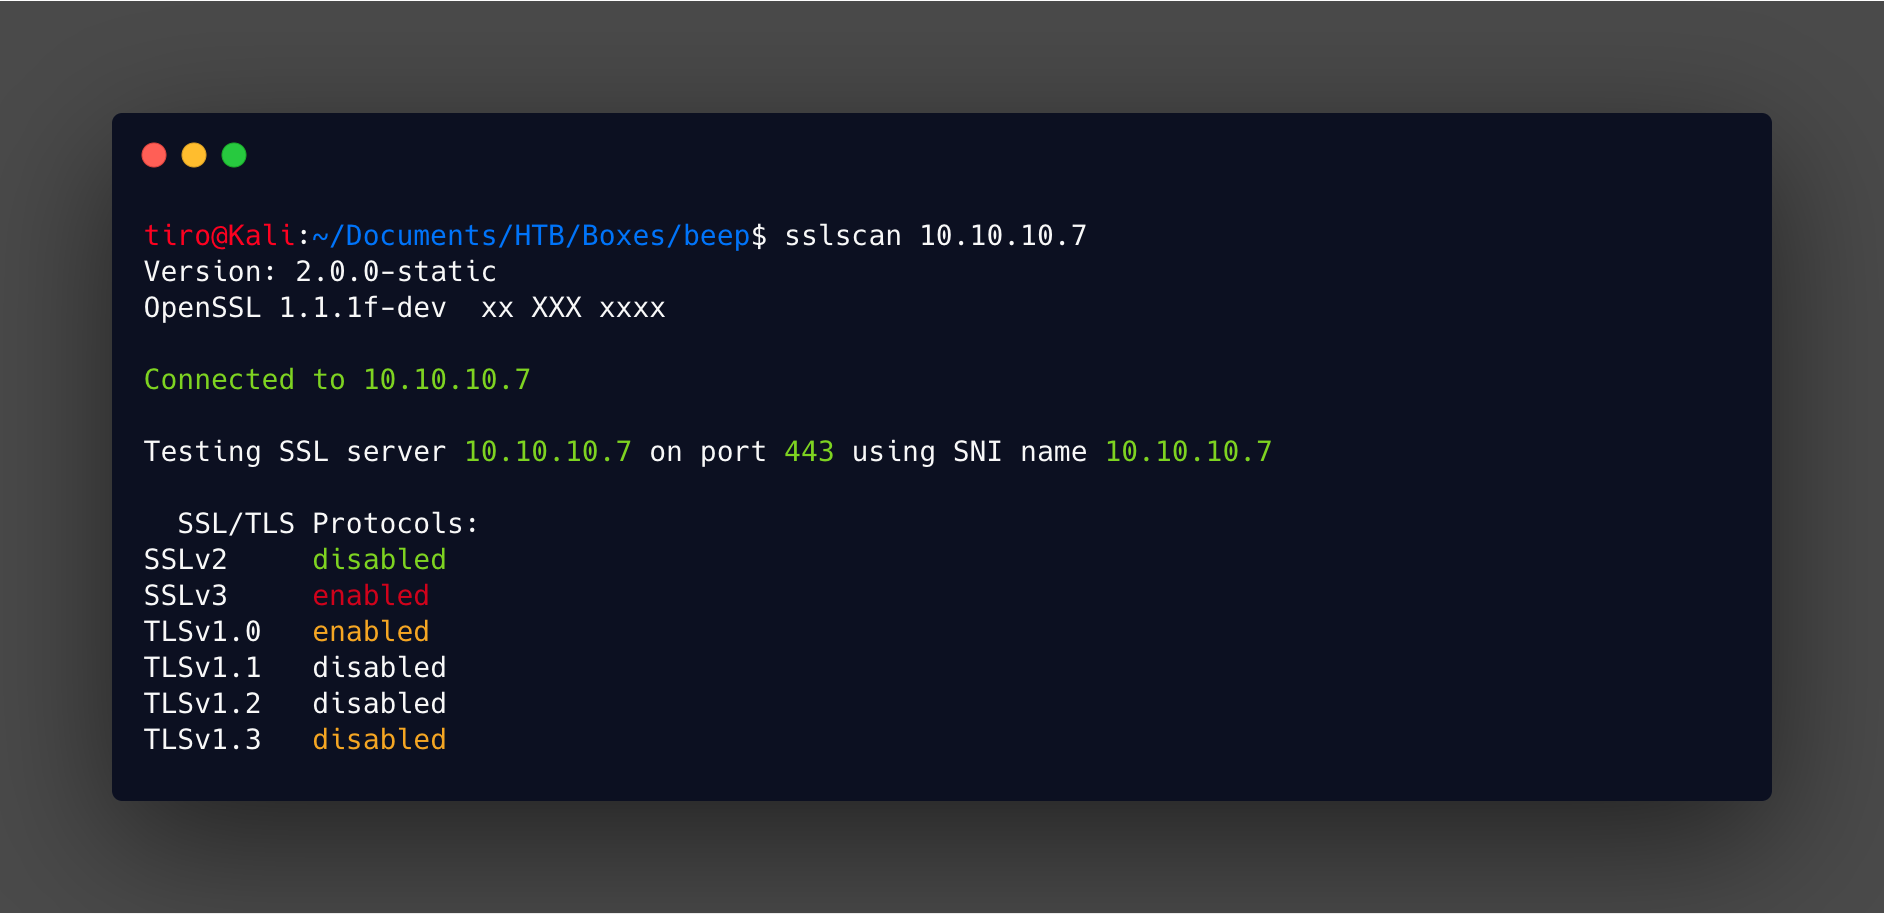 tiro@Kali:~/Documents/HTB/Boxes/beep$ sslscan 10.10.10.7
Version: 2.0.0-static
OpenSSL 1.1.1f-dev  xx XXX xxxx
Connected to 10.10.10.7
Testing SSL server 10.10.10.7 on port 443 using SNI name 10.10.10.7
  SSL/TLS Protocols:
SSLv2     disabled
SSLv3     enabled
TLSv1.0   enabled
TLSv1.1   disabled
TLSv1.2   disabled
TLSv1.3   disabled